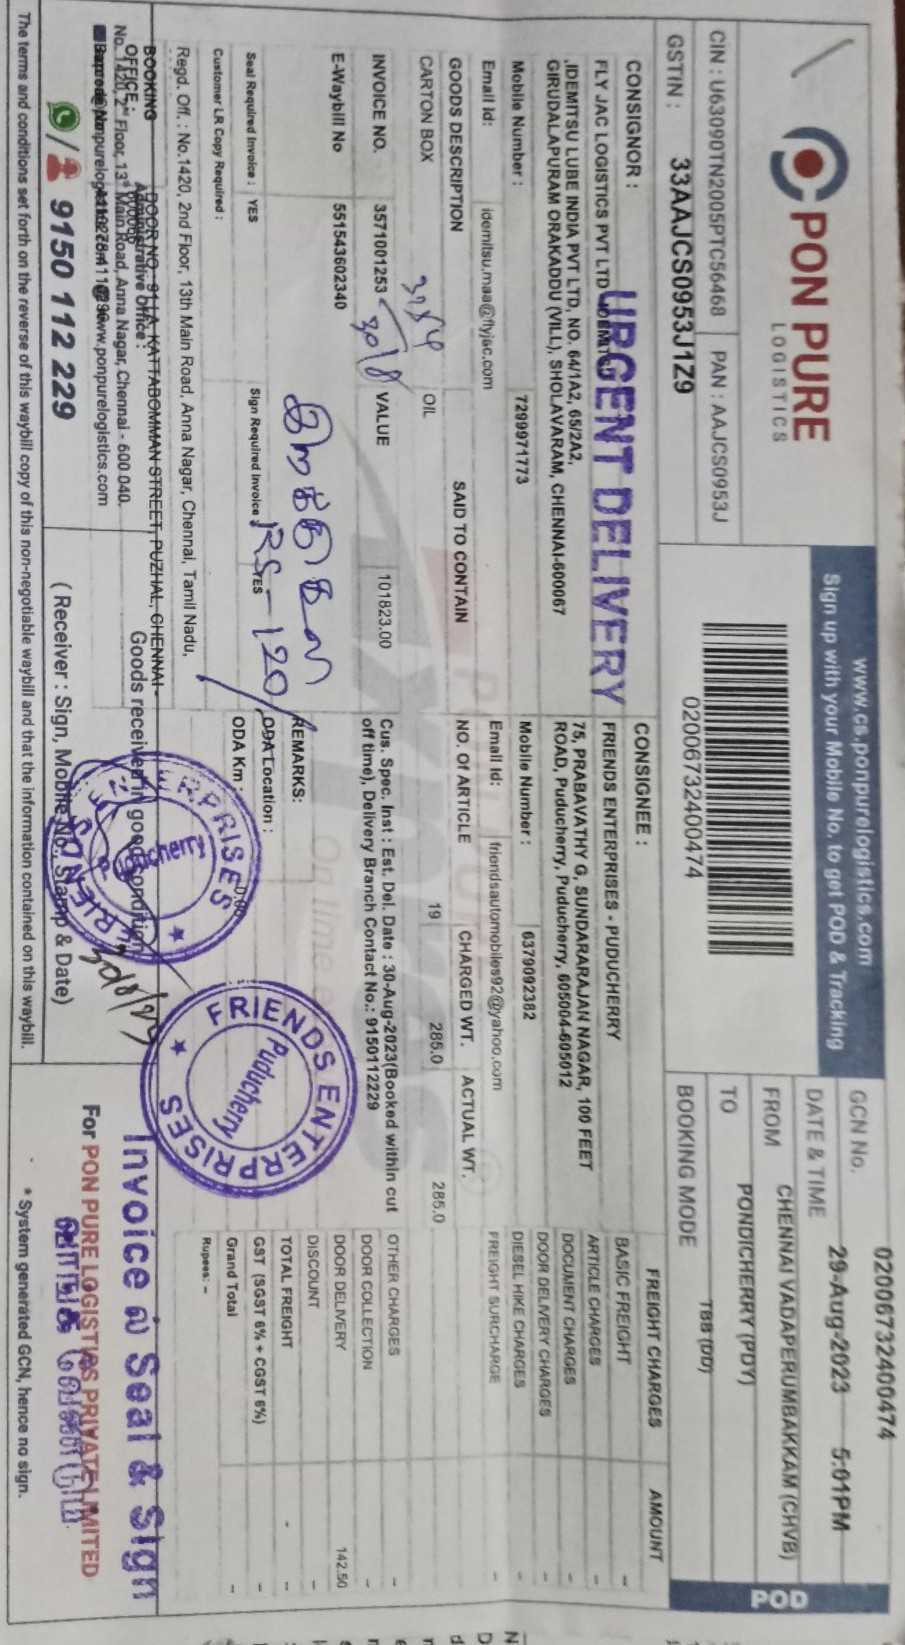 PON PURE
LOGISTICS
www.cs.ponpurelogistics.com
Sign up with your Mobile No. to get POD & Tracking
02006732400474
GCN No. 02006732400474
DATE & TIME 29-Aug-2023 5:01PM
FROM CHENNAI VADAPERUMBAKKAM (CHVB)
TO PONDICHERRY (PDY)
BOOKING MODE TBB (DD)
POD
CIN : U63090TN2005PTC56468 PAN : AAJCS0953J
GSTIN : 33AAJCS0953J1Z9
CONSIGNOR :
FLY JAC LOGISTICS PVT LTD
URGENT DELIVERY
,IDEMITSU LUBE INDIA PVT LTD, NO. 64/1A2, 65/2A2,
GIRUDALAPURAM ORAKADDU (VILL), SHOLAVARAM, CHENNAI-600067
Mobile Number : 7299971773
Email Id: idemitsu.maa@flyjac.com
CONSIGNEE :
FRIENDS ENTERPRISES - PUDUCHERRY
75, PRABAVATHY G, SUNDARARAJAN NAGAR, 100 FEET
ROAD, Puducherry, Puducherry, 605004-605012
Mobile Number : 6379092382
Email Id: friendsautomobiles92@yahoo.com
GOODS DESCRIPTION SAID TO CONTAIN NO. OF ARTICLE CHARGED WT. ACTUAL WT.
CARTON BOX OIL 19 285.0 285.0
INVOICE NO. 3571001253 VALUE 101823.00
30/8
E-Waybill No 551543602340
Cus. Spec. Inst : Est. Del. Date : 30-Aug-2023(Booked within cut
off time), Delivery Branch Contact No.: 9150112229
RS-120/
Seal Required Invoice : YES Sign Required Invoice : YES
Customer LR Copy Required :
REMARKS:
ODA Location :
ODA Km : 0.00
FREIGHT CHARGES AMOUNT
BASIC FREIGHT -
ARTICLE CHARGES -
DOCUMENT CHARGES -
DOOR DELIVERY CHARGES -
DIESEL HIKE CHARGES -
FREIGHT SURCHARGE -
OTHER CHARGES -
DOOR COLLECTION -
DOOR DELIVERY 142.50
DISCOUNT -
TOTAL FREIGHT -
GST (SGST 6% + CGST 6%) -
Grand Total -
Rupees: -
Regd. Off. : No.1420, 2nd Floor, 13th Main Road, Anna Nagar, Chennai, Tamil Nadu,
BOOKING OFFICE : DOOR NO, 91-LA, KATTABOMMAN STREET, PUZHAL, CHENNAI-
Administrative Office :
No. 1420, 2nd Floor, 13th Main Road, Anna Nagar, Chennai - 600 040.
www.ponpurelogistics.com
9150 112 229
Goods received in good condition
( Receiver : Sign, Mobile No., Stamp & Date)
FRIENDS ENTERPRISES
Puducherry
FRIENDS ENTERPRISES
Puducherry
Invoice ல் Seal & Sign
For PON PURE LOGISTICS PRIVATE LIMITED
* System generated GCN, hence no sign.
The terms and conditions set forth on the reverse of this waybill copy of this non-negotiable waybill and that the information contained on this waybill.